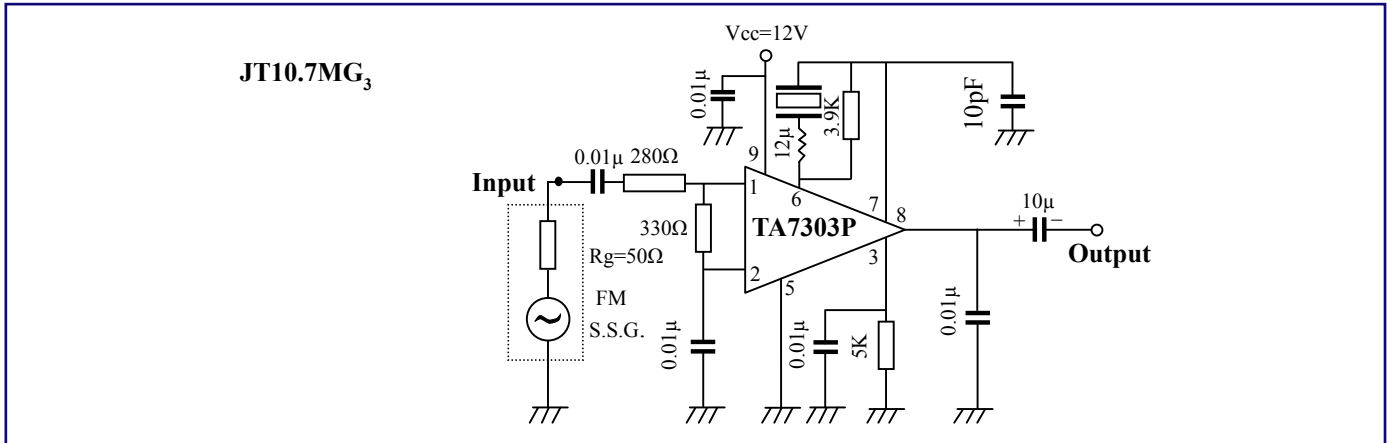 Vcc=12V
JT10.7MG3
0.01μ
12μ
3.9K
10pF
0.01μ 280Ω
9
Input
1
6
7
8
10μ
+ −
330Ω
TA7303P
Output
Rg=50Ω
2
3
5
FM
S.S.G.
0.01μ
0.01μ
5K
0.01μ